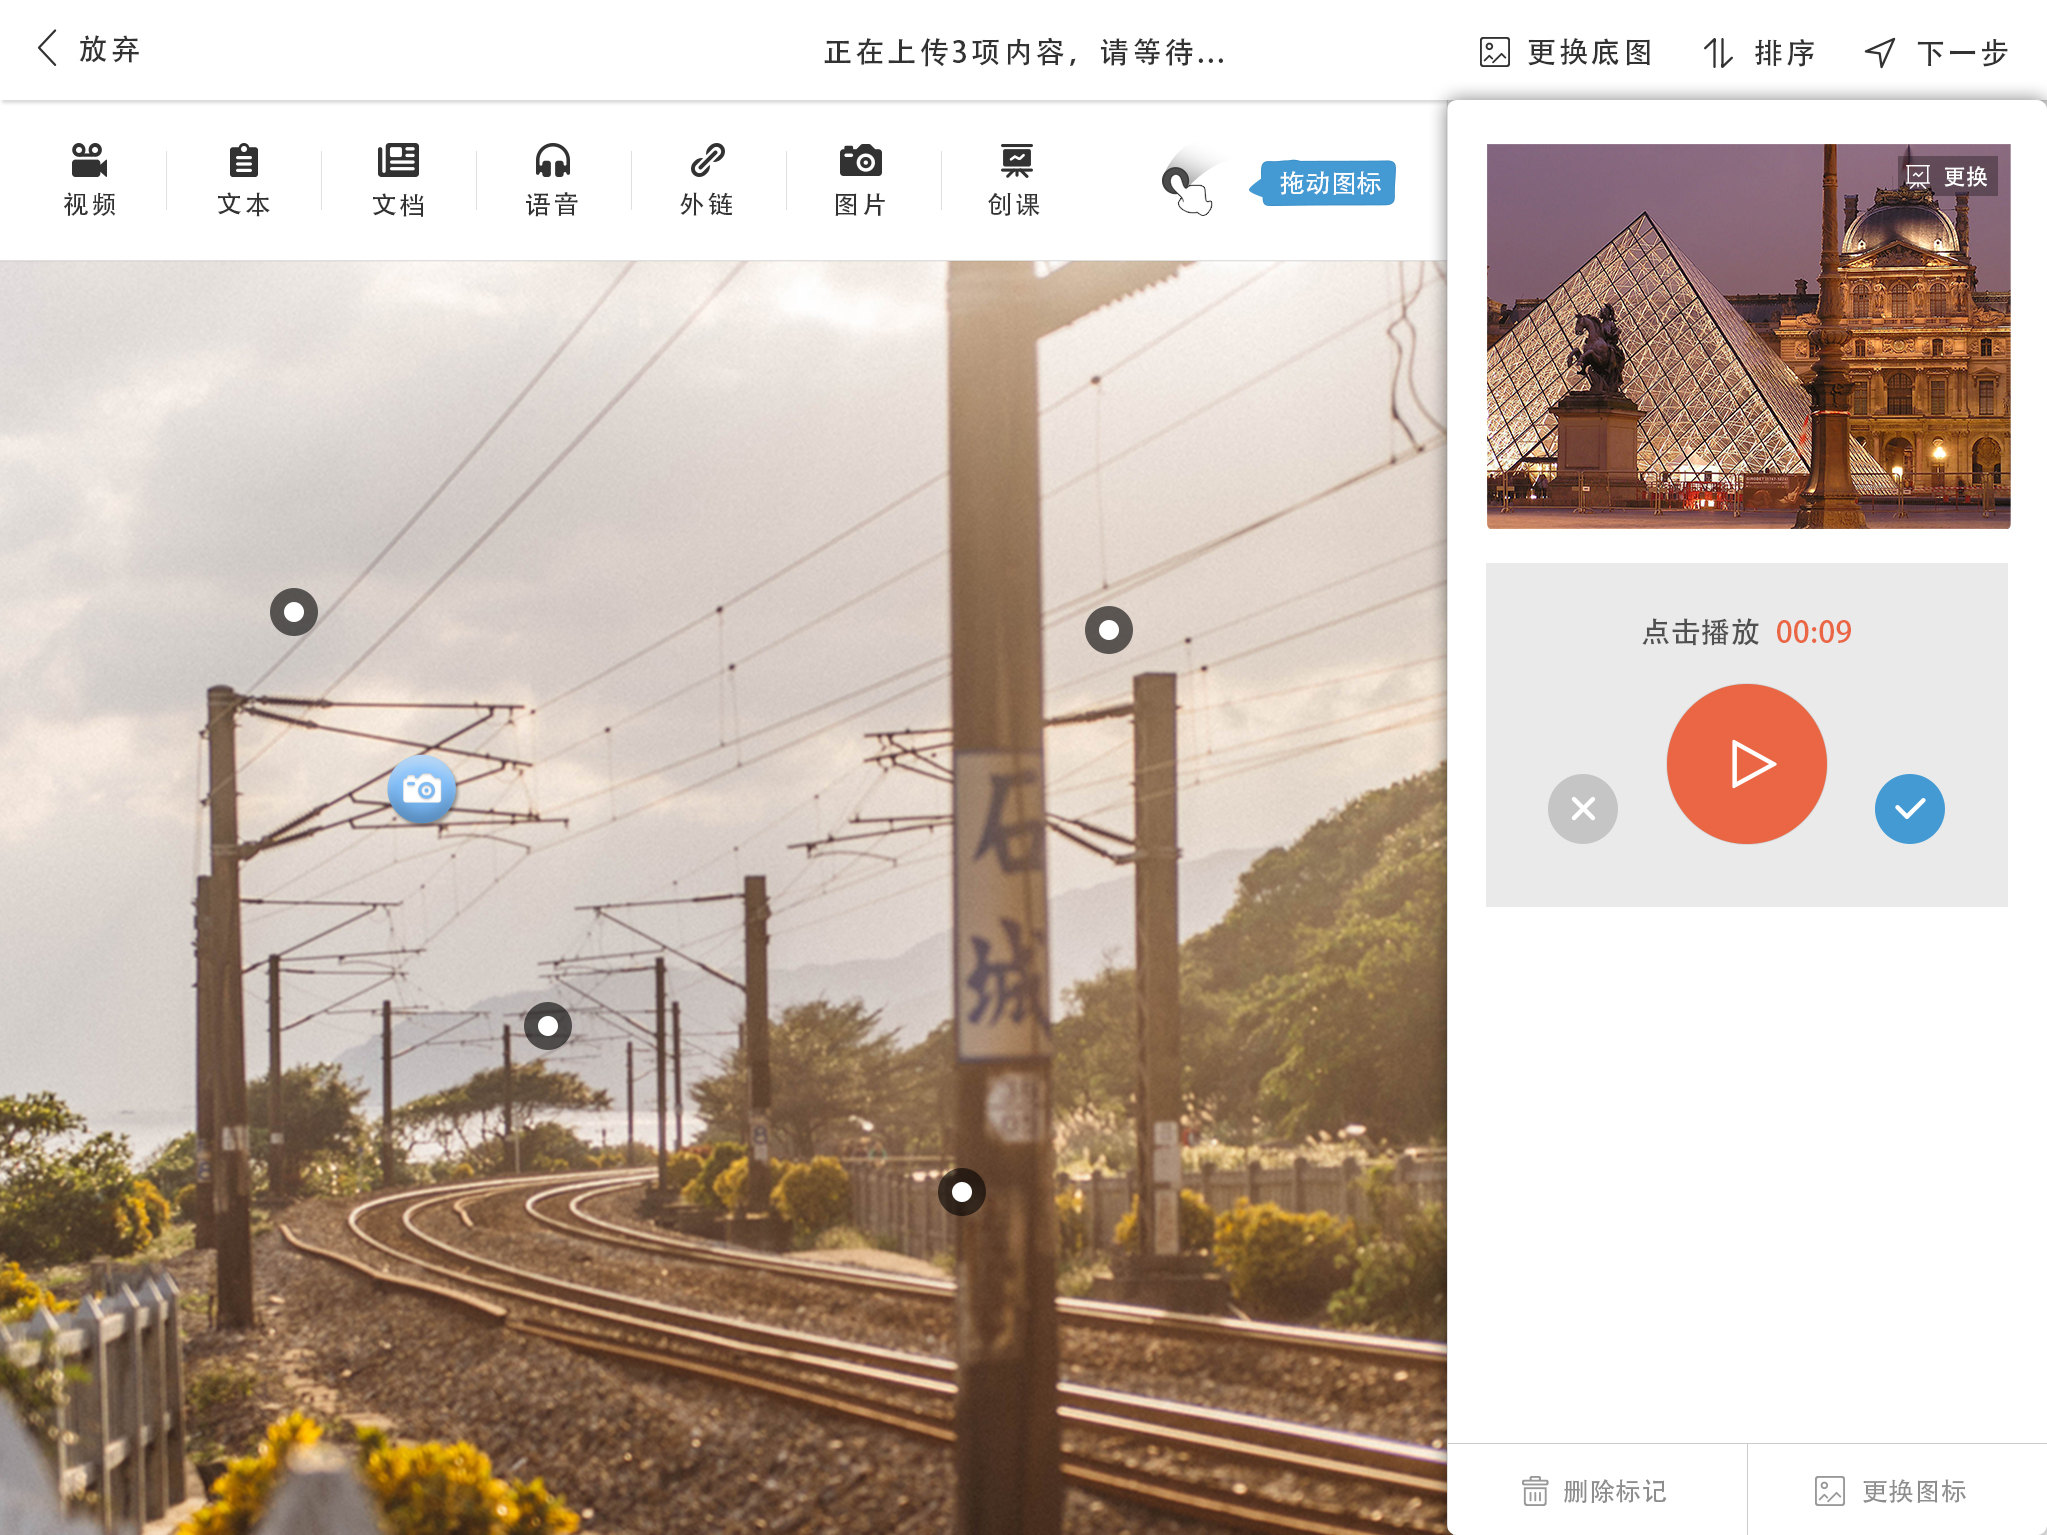 放弃
正在上传3项内容，请等待...
更换底图
排序
下一步
视频
文本
文档
语音
外链
图片
创课
拖动图标
更换
点击播放 00:09
石城
删除标记
更换图标